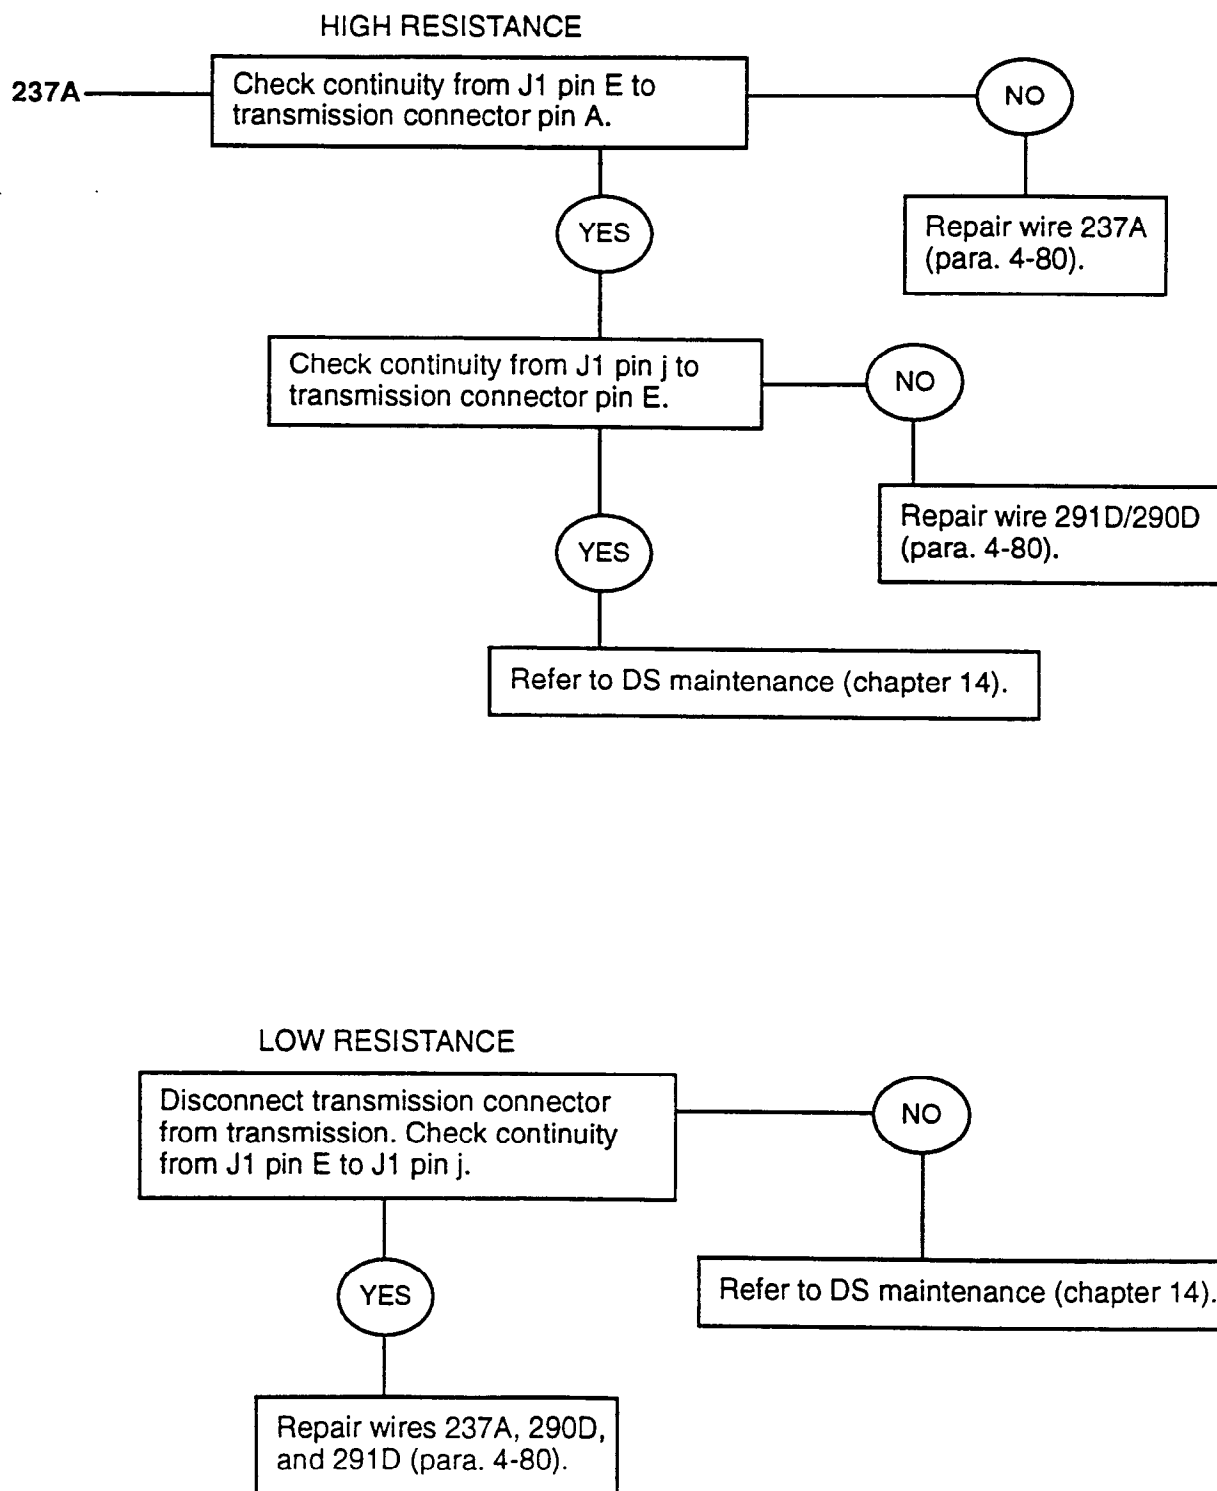 HIGH RESISTANCE
237A
Check continuity from J1 pin E to
transmission connector pin A.
NO
YES
Repair wire 237A
(para. 4-80).
Check continuity from J1 pin j to
transmission connector pin E.
NO
YES
Repair wire 291D/290D
(para. 4-80).
Refer to DS maintenance (chapter 14).
LOW RESISTANCE
Disconnect transmission connector
from transmission. Check continuity
from J1 pin E to J1 pin j.
NO
YES
Refer to DS maintenance (chapter 14).
Repair wires 237A, 290D,
and 291D (para. 4-80).